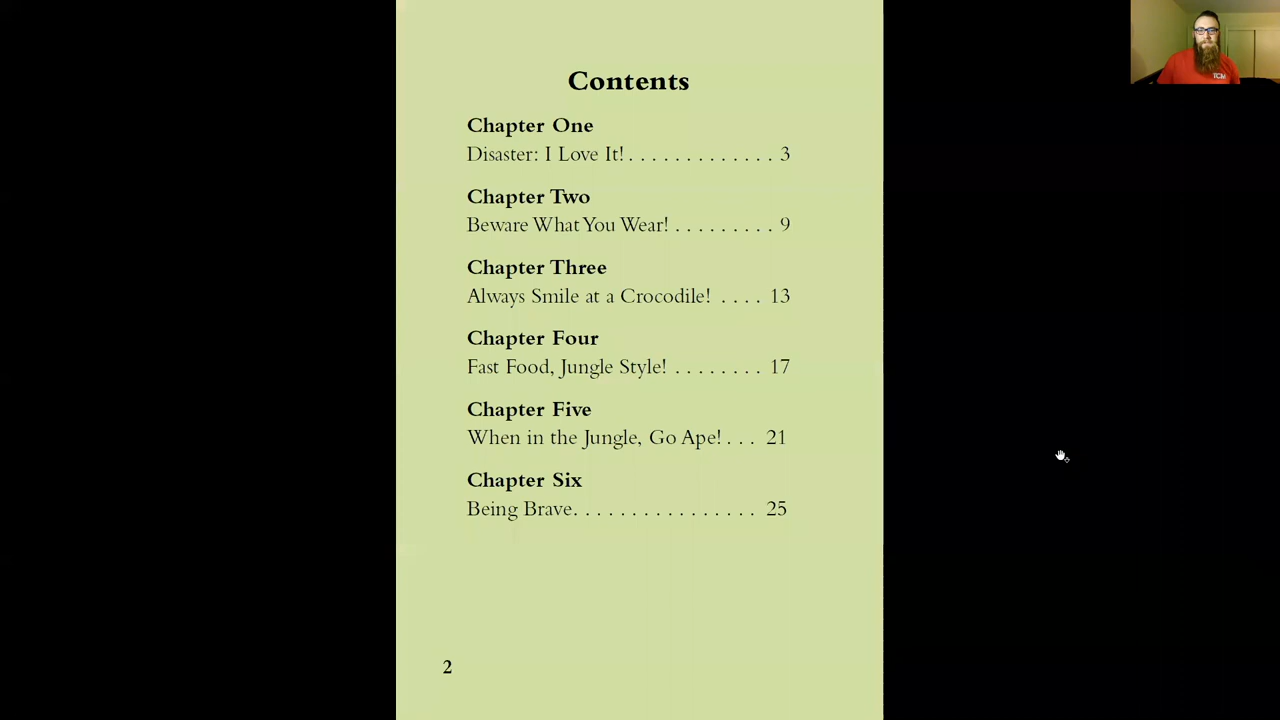 Contents
Chapter One
Disaster: I Love It! . . . . . . . . . . . . . 3
Chapter Two
Beware What You Wear! . . . . . . . . . 9
Chapter Three
Always Smile at a Crocodile! . . . . 13
Chapter Four
Fast Food, Jungle Style! . . . . . . . . 17
Chapter Five
When in the Jungle, Go Ape! . . . 21
Chapter Six
Being Brave. . . . . . . . . . . . . . . . 25
2
TCM